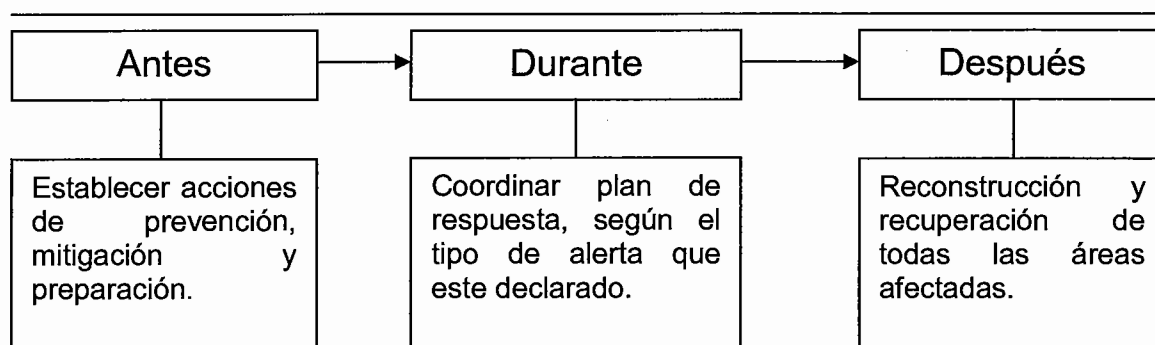 Antes
Durante
Después
Establecer acciones
de prevención,
mitigación y
preparación.
Coordinar plan de
respuesta, según el
tipo de alerta que
este declarado.
Reconstrucción y
recuperación de
todas las áreas
afectadas.